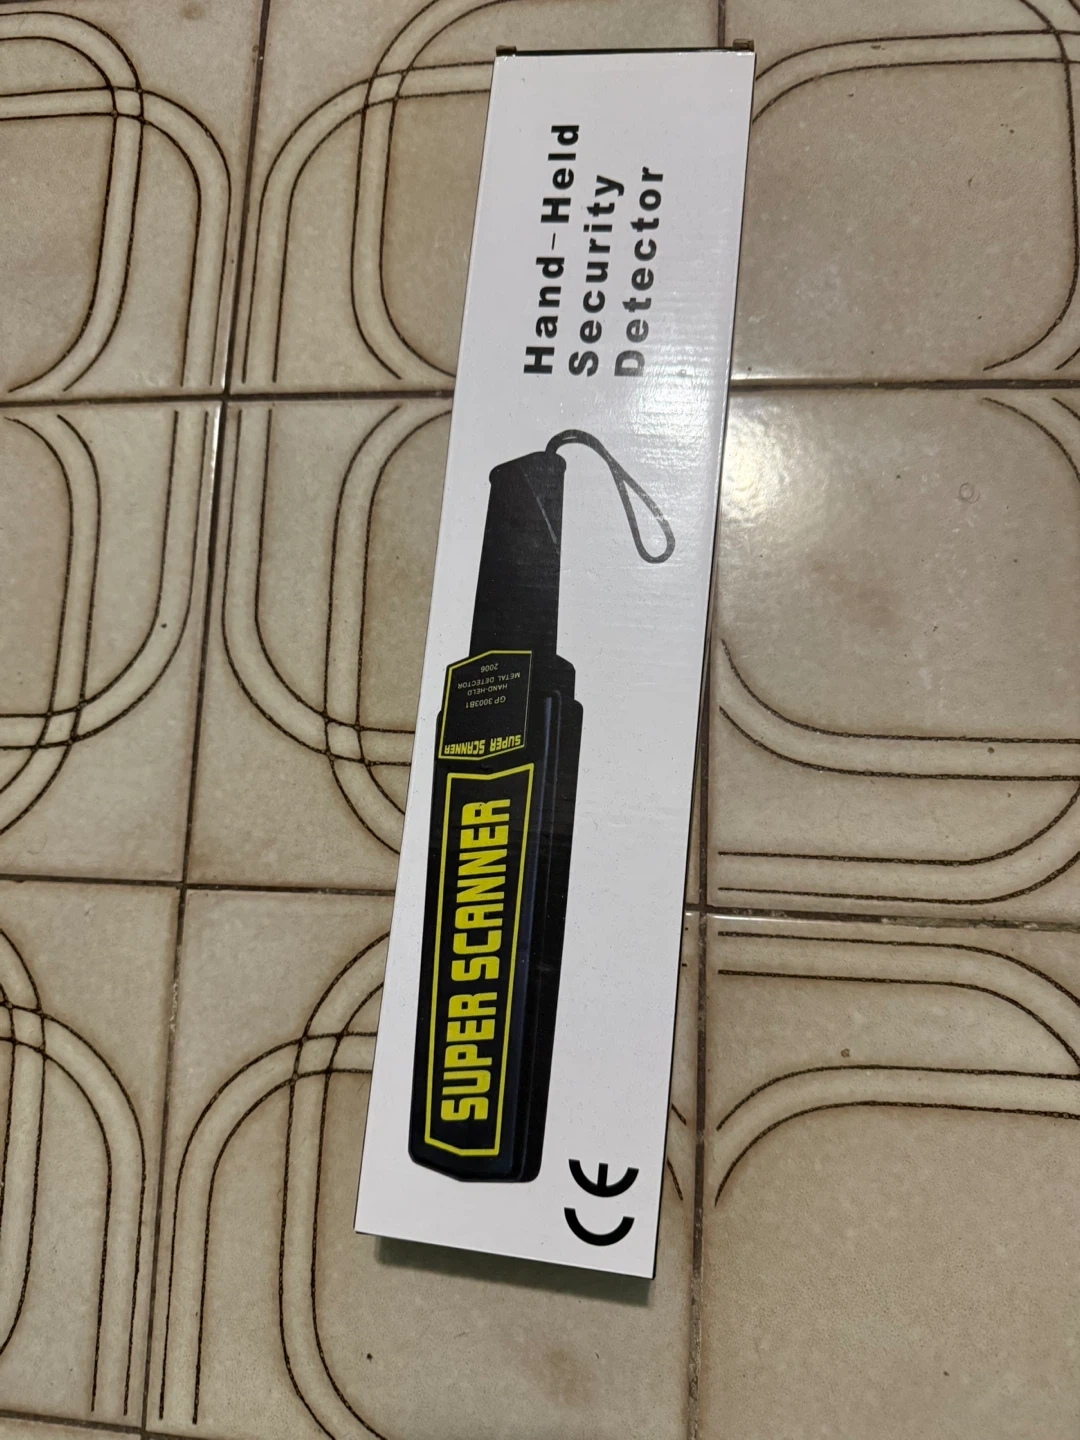 Hand-Held
Security
Detector
2006
METAL DETECTOR
HAND-HELD
GP 3003B1
SUPER SCANNER
SUPER SCANNER
CE